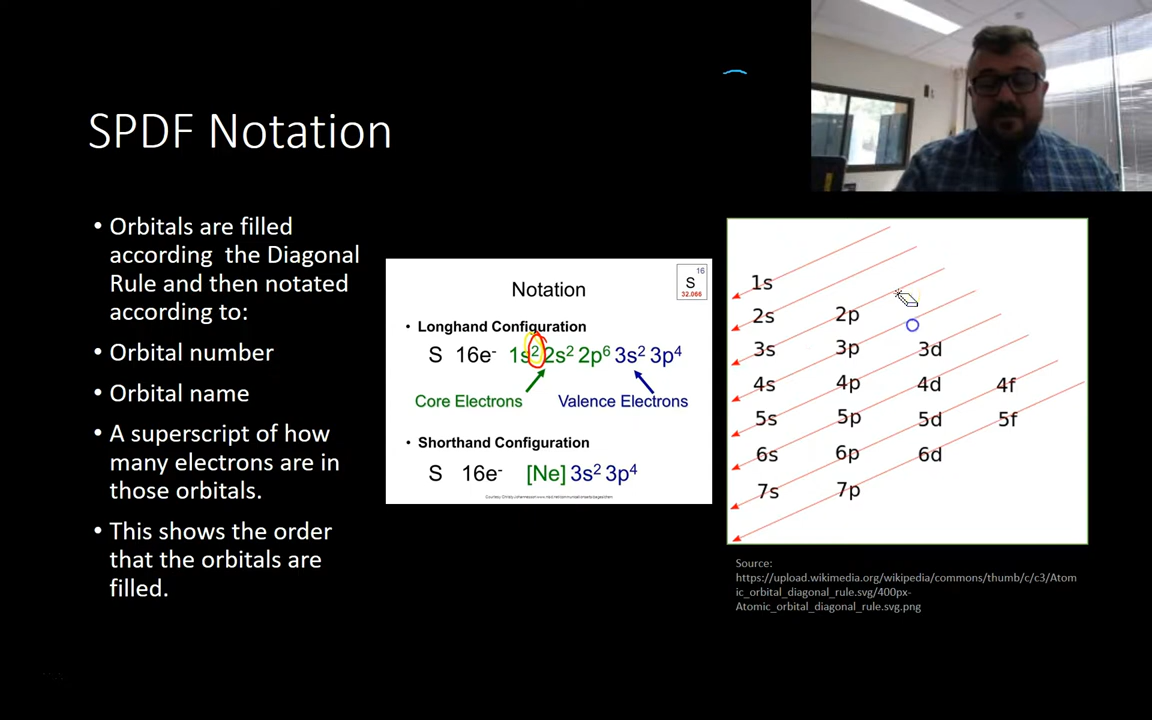 SPDF Notation
• Orbitals are filled
according the Diagonal
Rule and then notated
according to:
• Orbital number
• Orbital name
• A superscript of how
many electrons are in
those orbitals.
• This shows the order
that the orbitals are
filled.
Notation
16
S
32.066
• Longhand Configuration
S 16e⁻ 1s² 2s² 2p⁶ 3s² 3p⁴
Core Electrons Valence Electrons
• Shorthand Configuration
S 16e⁻ [Ne] 3s² 3p⁴
1s
2s 2p
3s 3p 3d
4s 4p 4d 4f
5s 5p 5d 5f
6s 6p 6d
7s 7p
Source:
https://upload.wikimedia.org/wikipedia/commons/thumb/c/c3/Atom
ic_orbital_diagonal_rule.svg/400px-
Atomic_orbital_diagonal_rule.svg.png